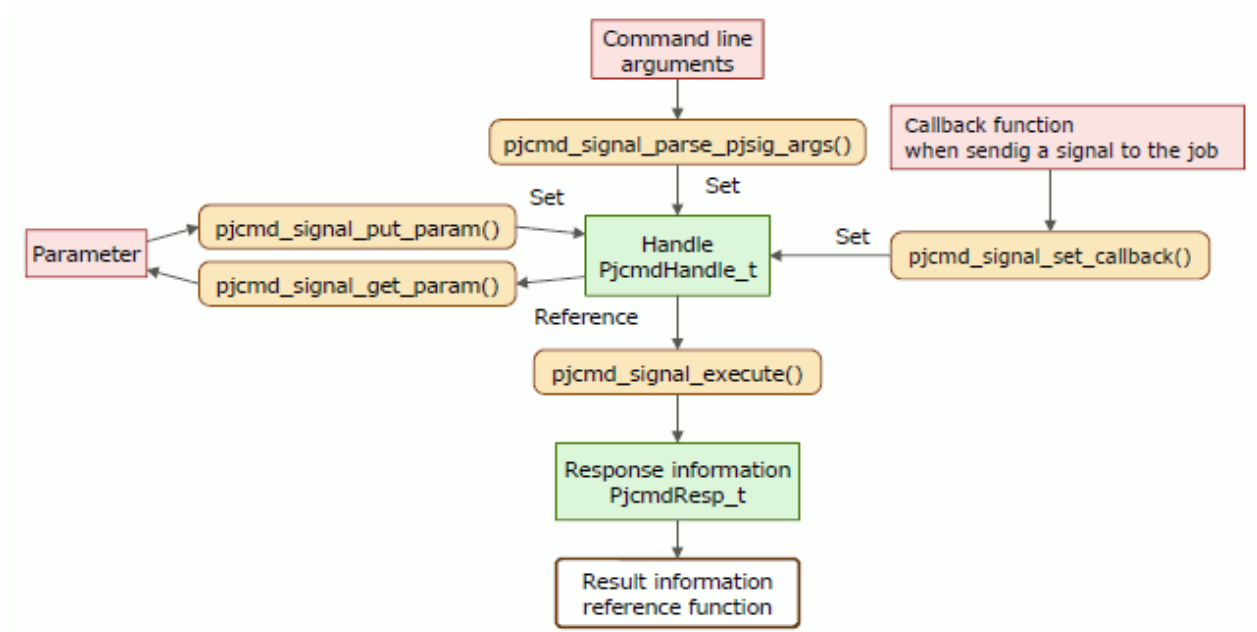 Command line
arguments
pjcmd_signal_parse_pjsig_args()
Callback function
when sendig a signal to the job
Set
Set
pjcmd_signal_put_param()
Parameter
Handle
PjcmdHandle_t
Set
pjcmd_signal_set_callback()
pjcmd_signal_get_param()
Reference
pjcmd_signal_execute()
Response information
PjcmdResp_t
Result information
reference function